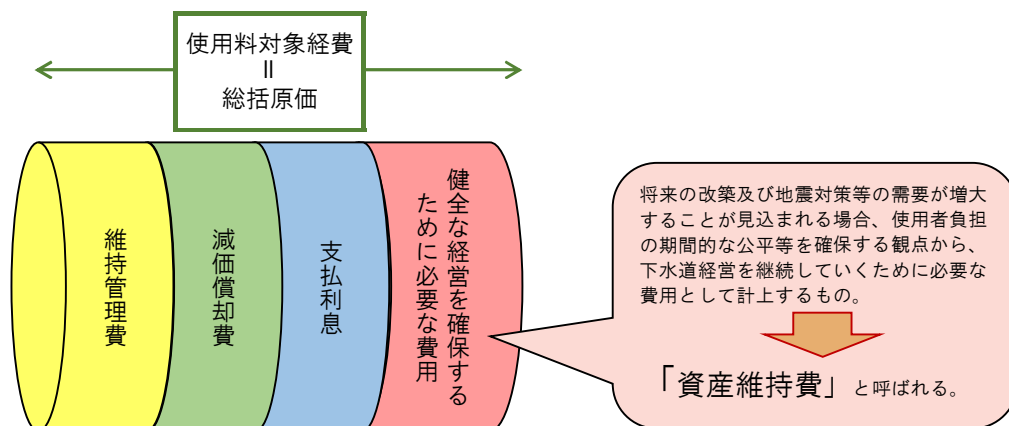 使用料対象経費
＝
総括原価
維持管理費
減価償却費
支払利息
健全な経営を確保する
ために必要な費用
将来の改築及び地震対策等の需要が増大
することが見込まれる場合、使用者負担
の期間的な公平等を確保する観点から、
下水道経営を継続していくために必要な
費用として計上するもの。
「資産維持費」と呼ばれる。